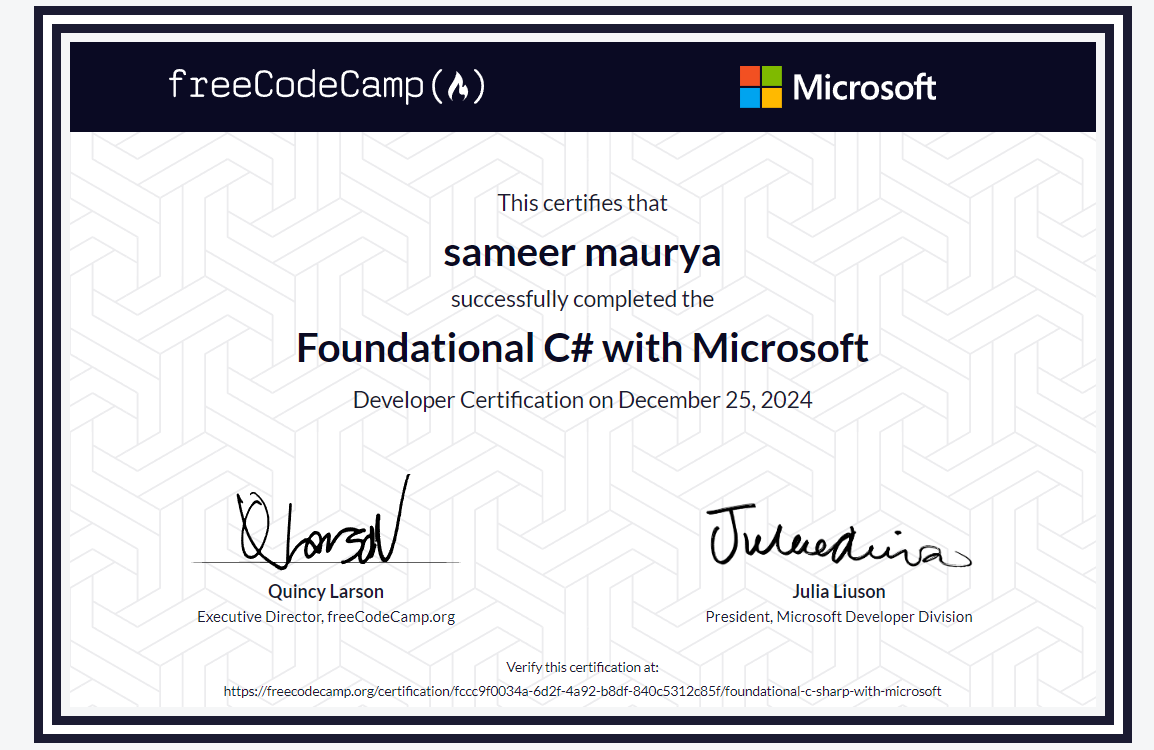 freeCodeCamp
Microsoft
This certifies that
sameer maurya
successfully completed the
Foundational C# with Microsoft
Developer Certification on December 25, 2024
Quincy Larson
Executive Director, freeCodeCamp.org
Julia Liuson
President, Microsoft Developer Division
Verify this certification at:
https://freecodecamp.org/certification/fccc9f0034a-6d2f-4a92-b8df-840c5312c85f/foundational-c-sharp-with-microsoft